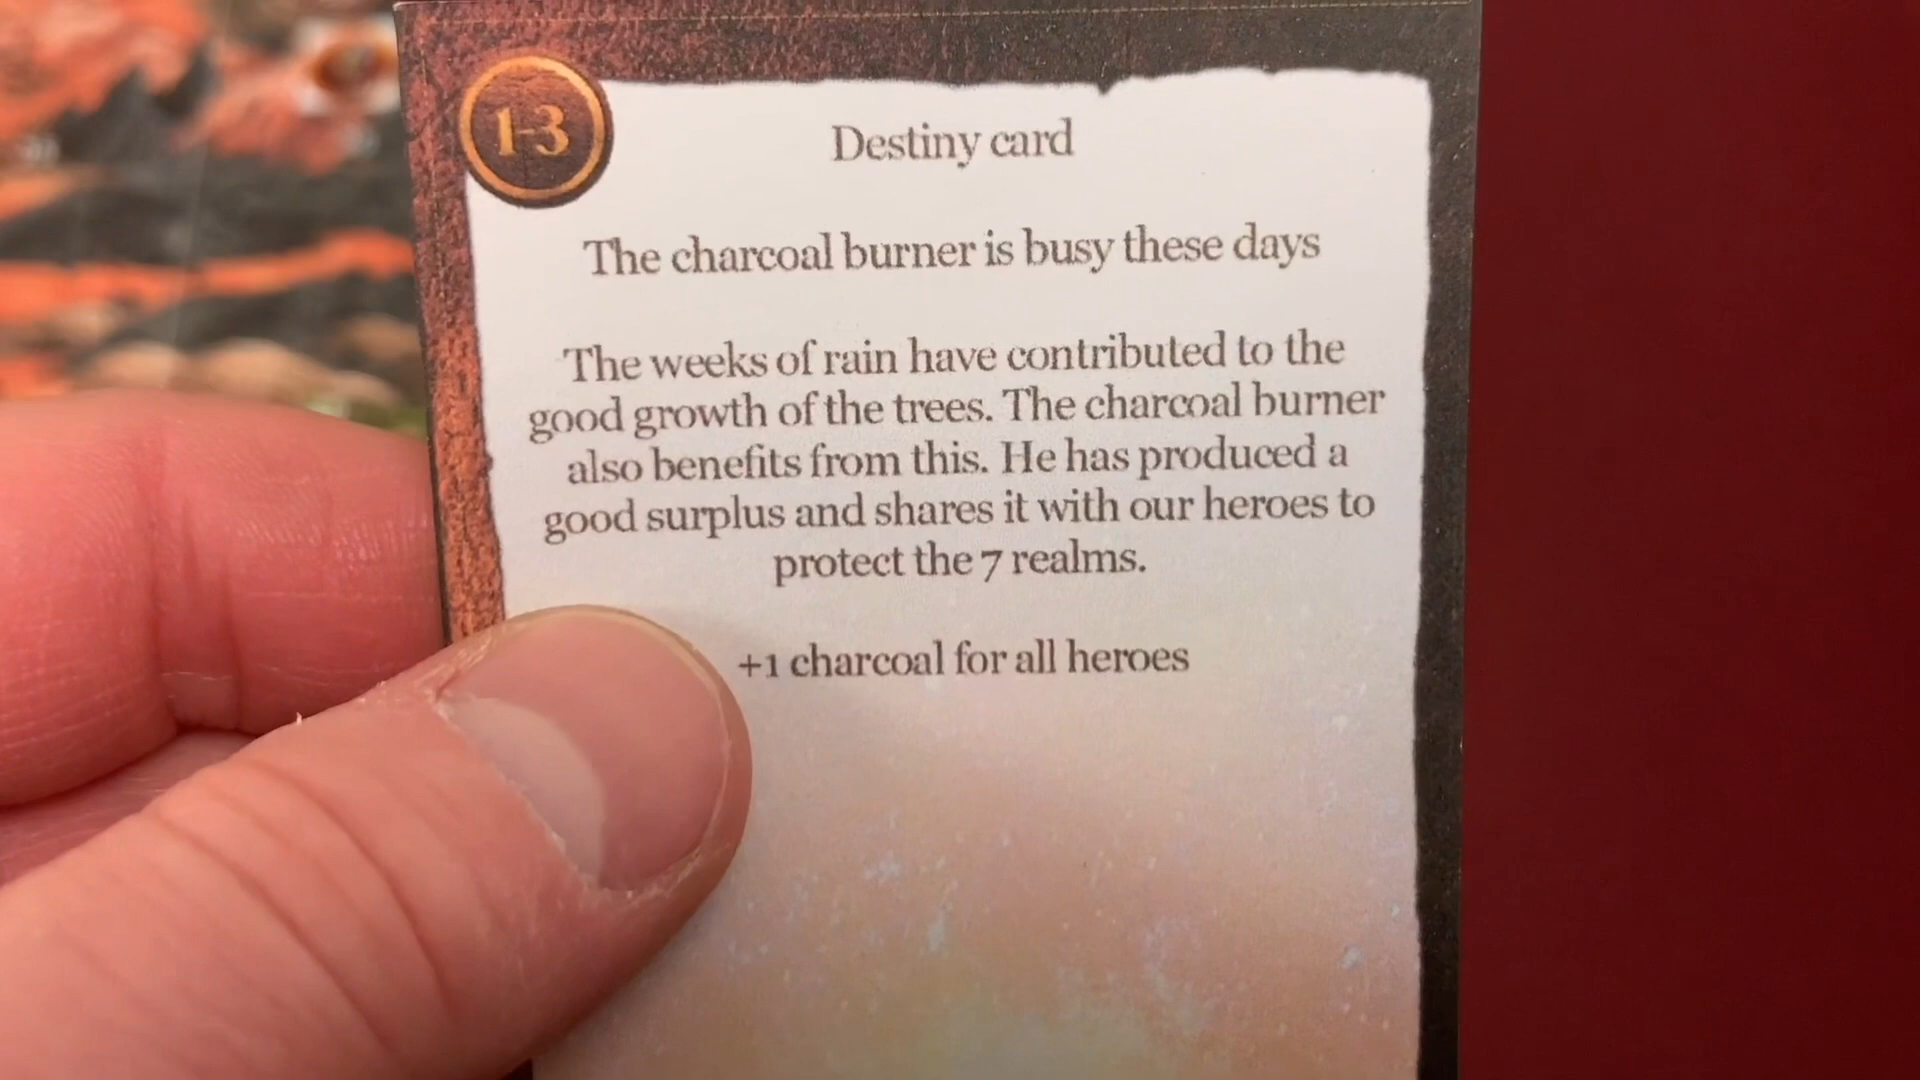 1-3
Destiny card
The charcoal burner is busy these days
The weeks of rain have contributed to the
good growth of the trees. The charcoal burner
also benefits from this. He has produced a
good surplus and shares it with our heroes to
protect the 7 realms.
+1 charcoal for all heroes